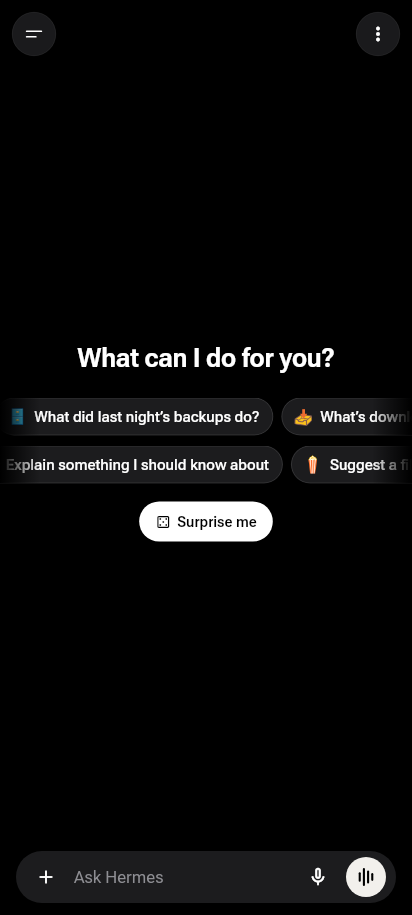 What can I do for you?
What did last night's backups do?
What's down
Explain something I should know about
Suggest a fi
Surprise me
Ask Hermes